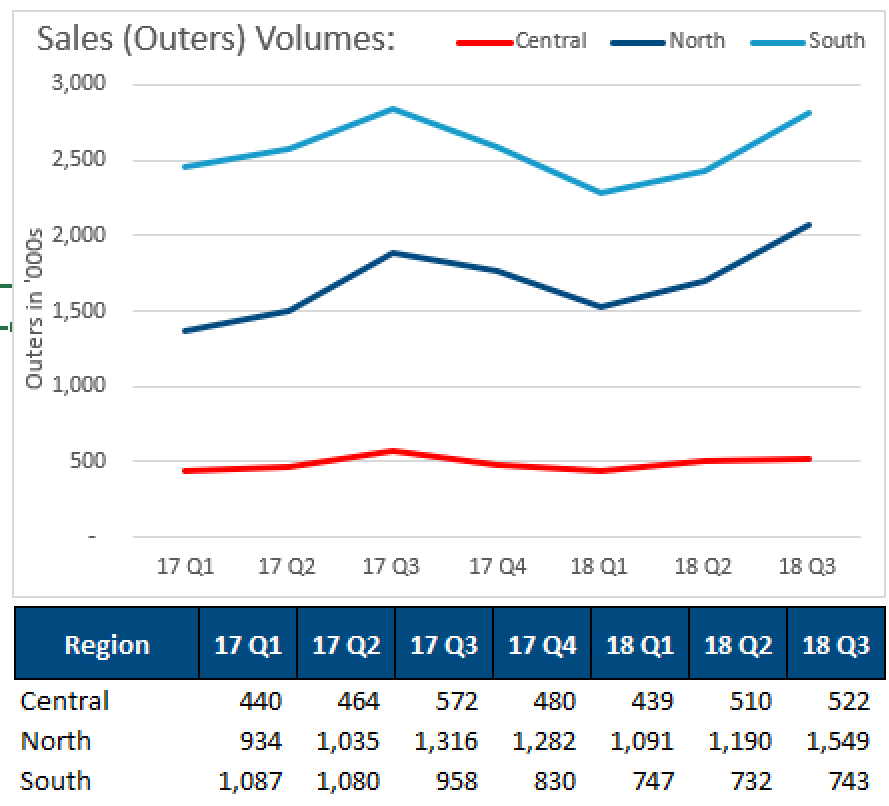 Sales (Outers) Volumes:
Central North South
3,000
2,500
2,000
1,500
1,000
500
-
Outers in '000s
17 Q1 17 Q2 17 Q3 17 Q4 18 Q1 18 Q2 18 Q3
Region 17 Q1 17 Q2 17 Q3 17 Q4 18 Q1 18 Q2 18 Q3
Central 440 464 572 480 439 510 522
North 934 1,035 1,316 1,282 1,091 1,190 1,549
South 1,087 1,080 958 830 747 732 743